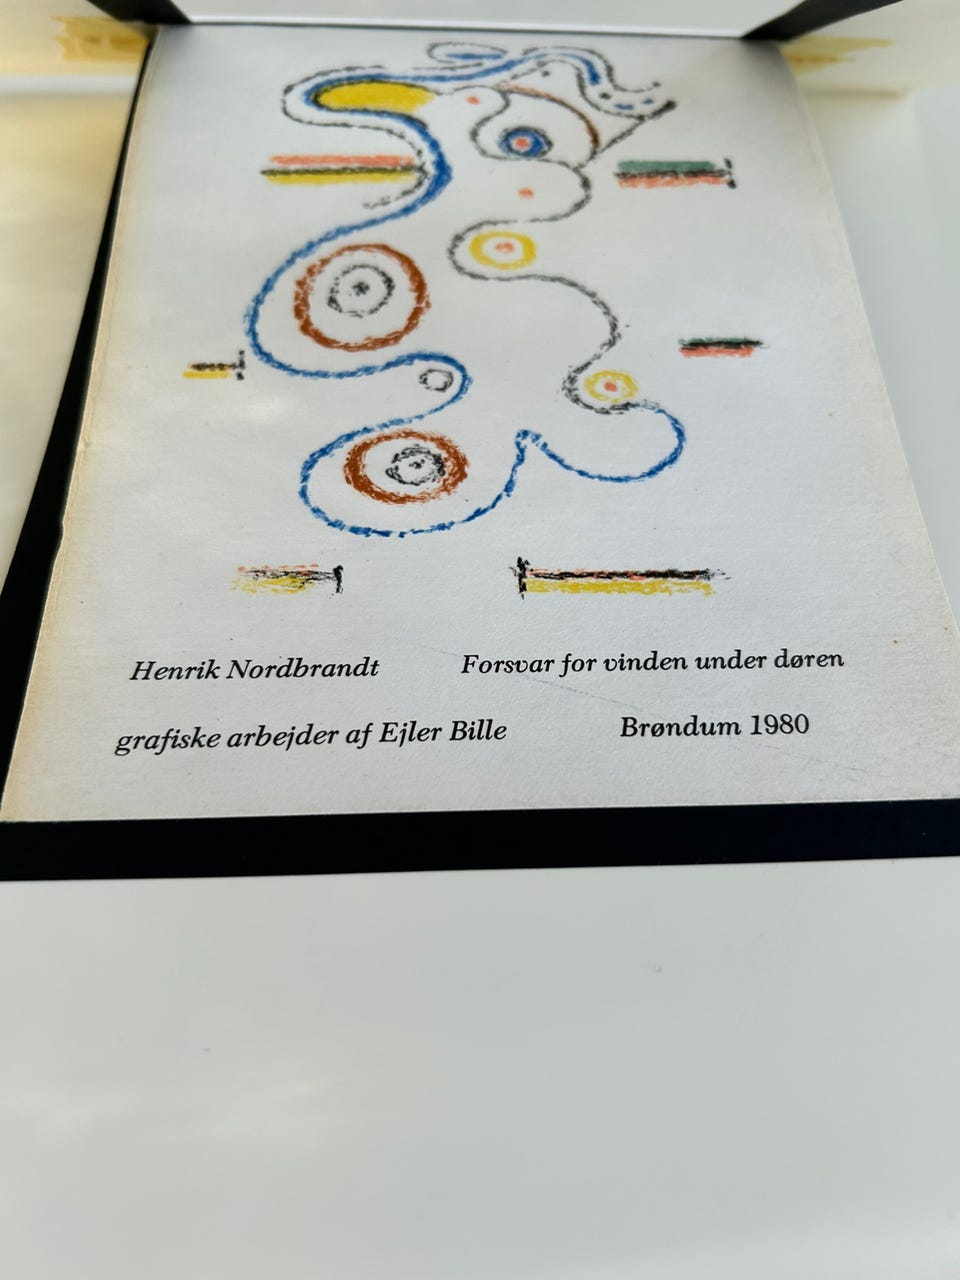 Henrik Nordbrandt Forsvar for vinden under døren
grafiske arbejder af Ejler Bille Brøndum 1980